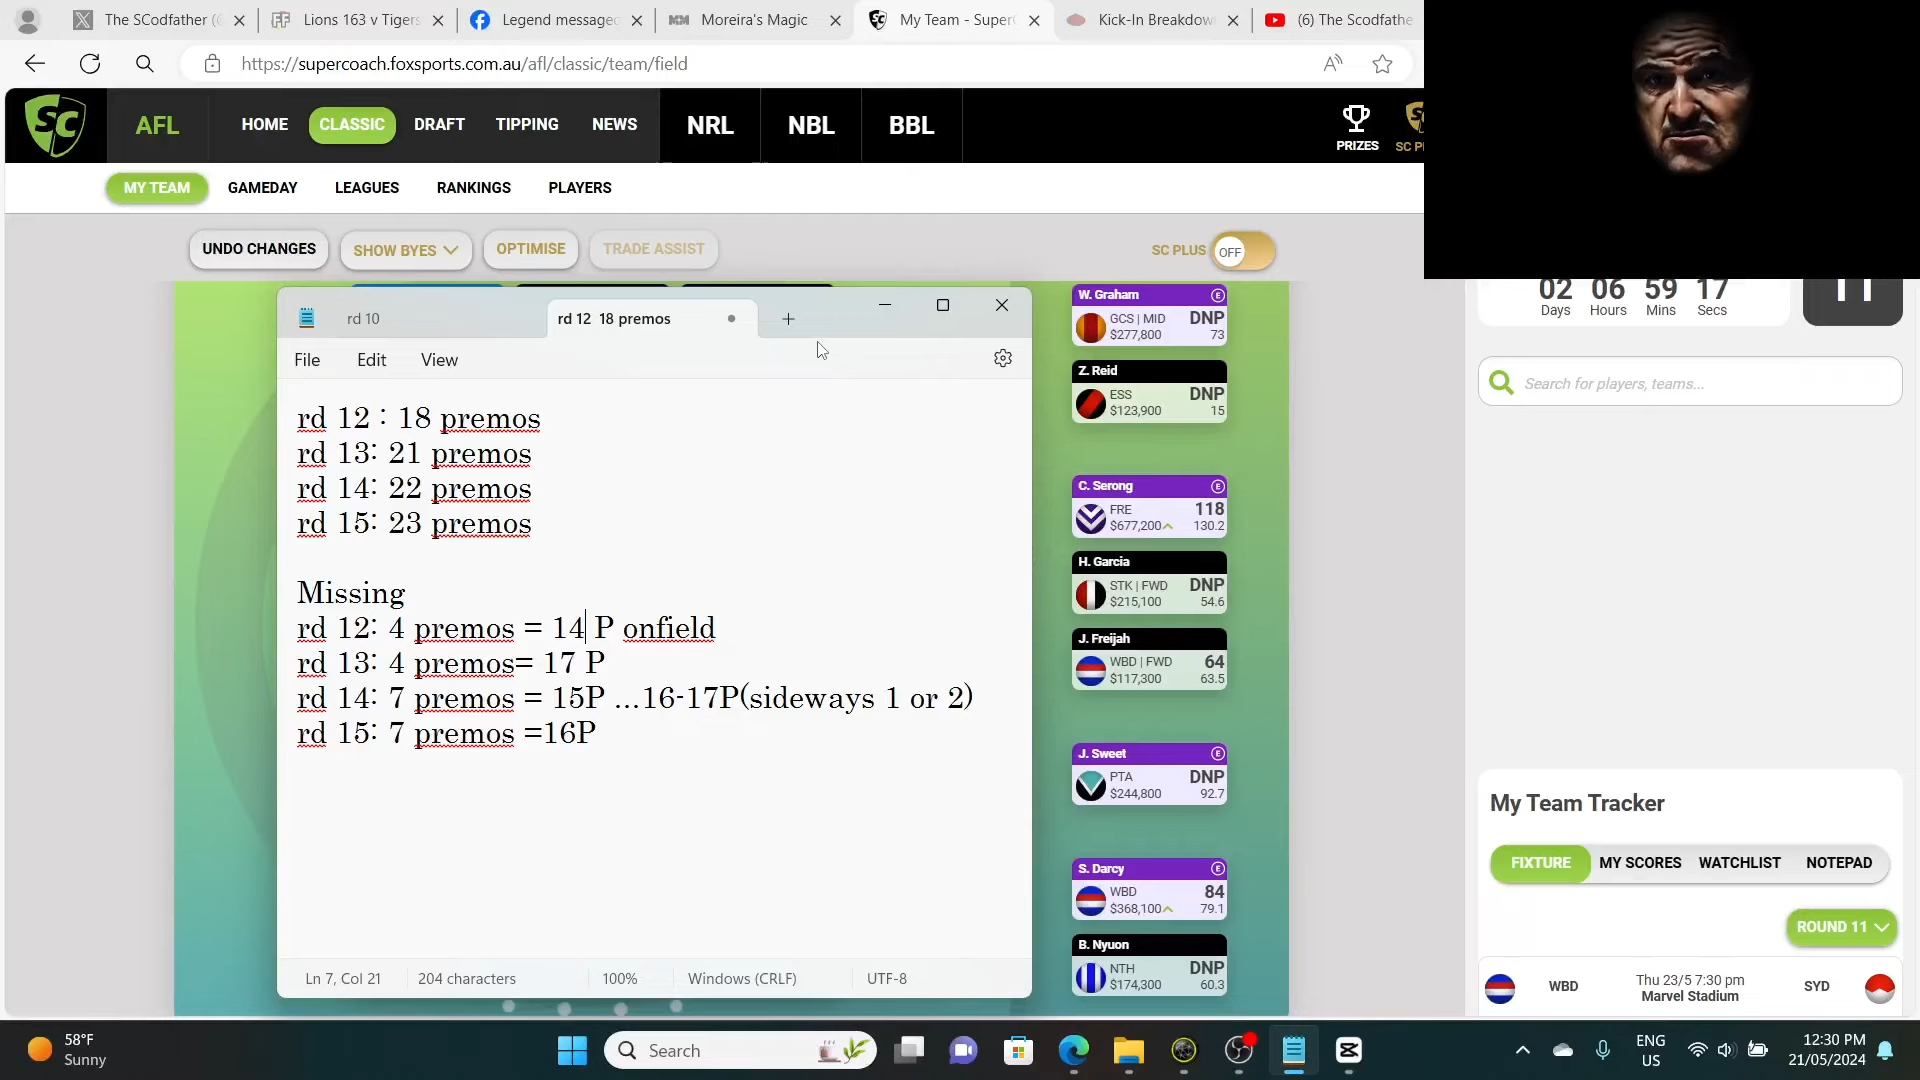 The SCodfather (
Lions 163 v Tigers
Legend message
Moreira's Magic
My Team - Super
Kick-In Breakdow
(6) The Scodfathe
https://supercoach.foxsports.com.au/afl/classic/team/field
SC
AFL
HOME
CLASSIC
DRAFT
TIPPING
NEWS
NRL
NBL
BBL
PRIZES
MY TEAM
GAMEDAY
LEAGUES
RANKINGS
PLAYERS
UNDO CHANGES
SHOW BYES
OPTIMISE
TRADE ASSIST
SC PLUS
OFF
02
06
59
17
11
Days
Hours
Mins
Secs
Search for players, teams...
rd 10
rd 12 18 premos
File
Edit
View
rd 12 : 18 premos
rd 13: 21 premos
rd 14: 22 premos
rd 15: 23 premos
Missing
rd 12: 4 premos = 14 P onfield
rd 13: 4 premos= 17 P
rd 14: 7 premos = 15P ...16-17P(sideways 1 or 2)
rd 15: 7 premos =16P
Ln 7, Col 21
204 characters
100%
Windows (CRLF)
UTF-8
W. Graham
E
GCS | MID
DNP
$277,800
73
Z. Reid
ESS
DNP
$123,900
15
C. Serong
E
FRE
118
$677,200
130.2
H. Garcia
STK | FWD
DNP
$215,100
54.6
J. Freijah
WBD | FWD
64
$117,300
63.5
J. Sweet
E
PTA
DNP
$244,800
92.7
S. Darcy
E
WBD
84
$368,100
79.1
B. Nyuon
NTH
DNP
$174,300
60.3
My Team Tracker
FIXTURE
MY SCORES
WATCHLIST
NOTEPAD
ROUND 11
WBD
Thu 23/5 7:30 pm
Marvel Stadium
SYD
58°F
Sunny
Search
ENG
US
12:30 PM
21/05/2024